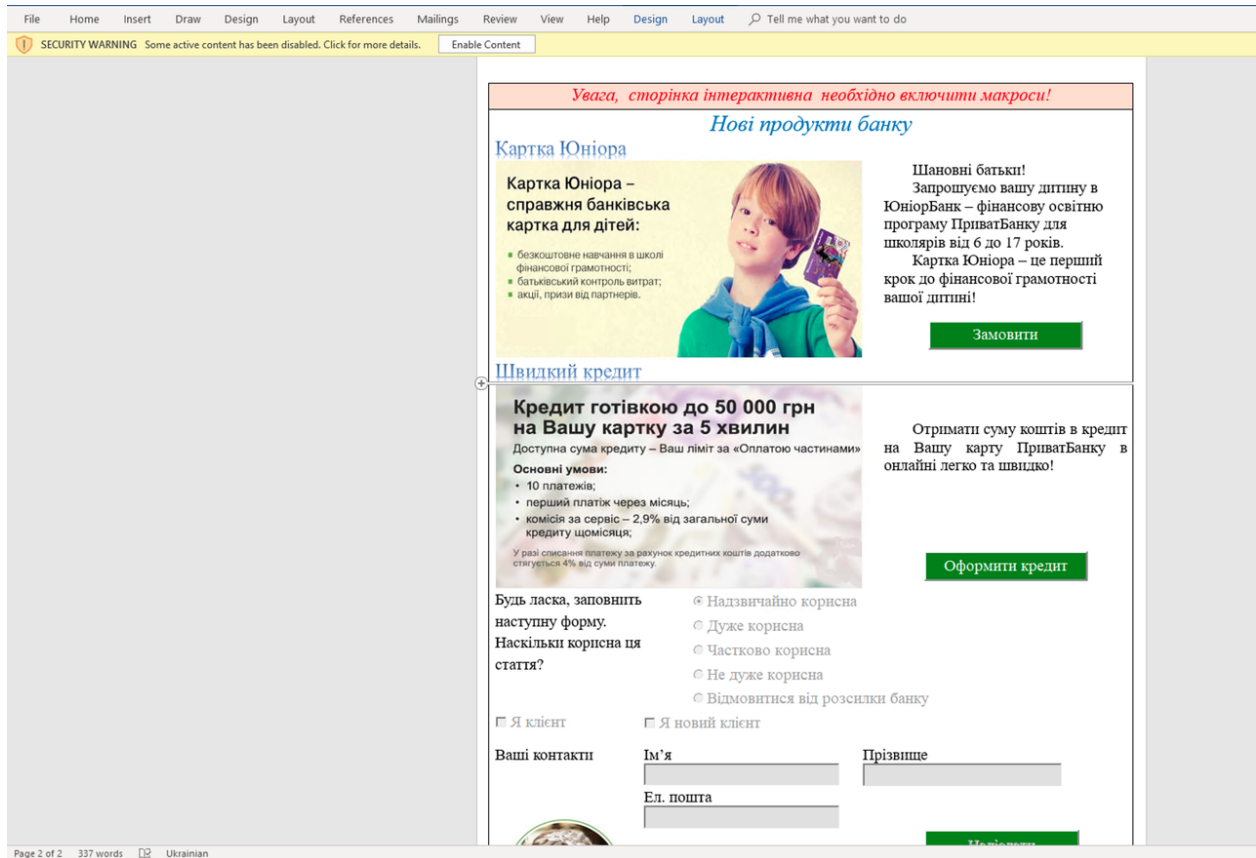 File Home Insert Draw Design Layout References Mailings Review View Help Design Layout Tell me what you want to do
SECURITY WARNING Some active content has been disabled. Click for more details. Enable Content
Увага, сторінка інтерактивна необхідно включити макроси!
Нові продукти банку
Картка Юніора
Картка Юніора –
справжня банківська
картка для дітей:
безкоштовне навчання в школі
фінансової грамотності;
батьківський контроль витрат;
акції, призи від партнерів.
Шановні батьки!
Запрошуємо вашу дитину в
ЮніорБанк – фінансову освітню
програму ПриватБанку для
школярів від 6 до 17 років.
Картка Юніора – це перший
крок до фінансової грамотності
вашої дитині!
Замовити
Швидкий кредит
Кредит готівкою до 50 000 грн
на Вашу картку за 5 хвилин
Доступна сума кредиту – Ваш ліміт за «Оплатою частинами»
Основні умови:
• 10 платежів;
• перший платіж через місяць;
• комісія за сервіс – 2,9% від загальної суми
кредиту щомісяця;
У разі списання платежу за рахунок кредитних коштів додатково
стягується 4% від суми платежу.
Отримати суму коштів в кредит
на Вашу карту ПриватБанку в
онлайні легко та швидко!
Оформити кредит
Будь ласка, заповнить
наступну форму.
Наскільки корисна ця
стаття?
Надзвичайно корисна
Дуже корисна
Частково корисна
Не дуже корисна
Відмовитися від розсилки банку
Я клієнт Я новий клієнт
Ваші контакти Ім’я Прізвище
Ел. пошта
Page 2 of 2 337 words Ukrainian